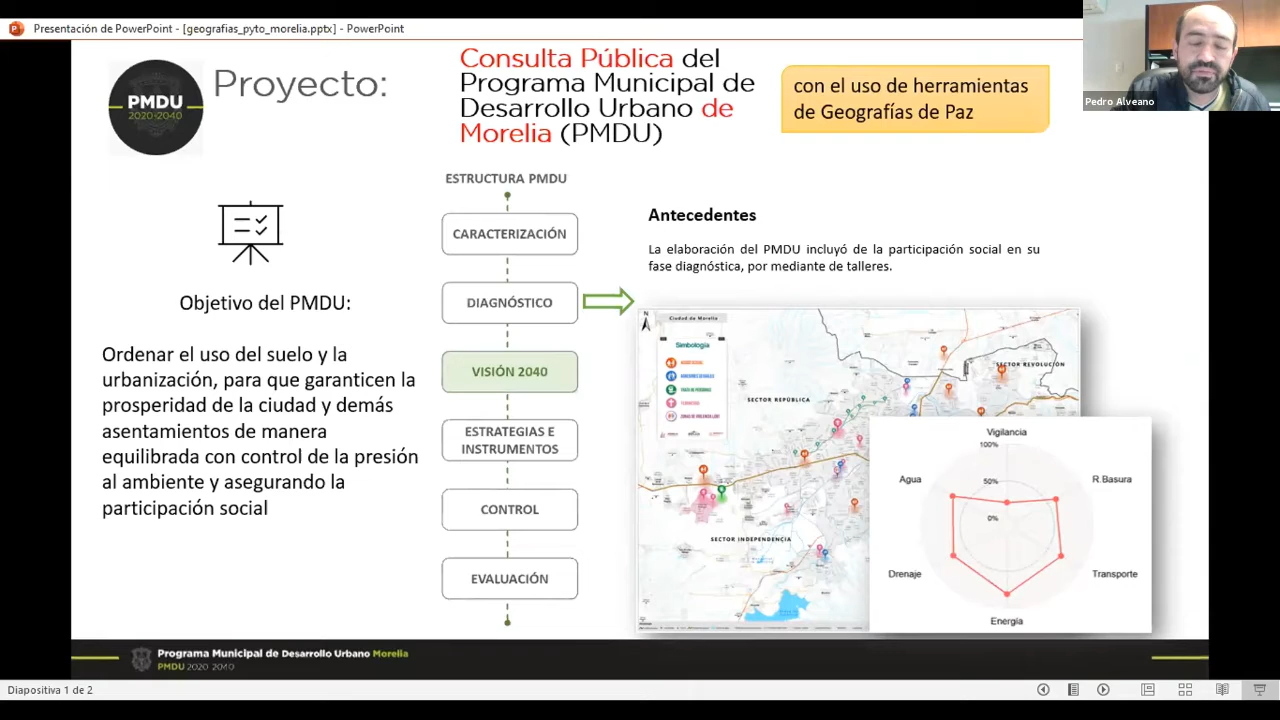 Presentación de PowerPoint - [geografias_pyto_morelia.pptx] - PowerPoint
Pedro Alveano
PMDU
2020-2040
Proyecto:
Consulta Pública del
Programa Municipal de
Desarrollo Urbano de
Morelia (PMDU)
con el uso de herramientas
de Geografías de Paz
Objetivo del PMDU:
Ordenar el uso del suelo y la
urbanización, para que garanticen la
prosperidad de la ciudad y demás
asentamientos de manera
equilibrada con control de la presión
al ambiente y asegurando la
participación social
ESTRUCTURA PMDU
CARACTERIZACIÓN
DIAGNÓSTICO
VISIÓN 2040
ESTRATEGIAS E
INSTRUMENTOS
CONTROL
EVALUACIÓN
Antecedentes
La elaboración del PMDU incluyó de la participación social en su
fase diagnóstica, por mediante de talleres.
N
Ciudad de Morelia
Simbología
SECTOR REPÚBLICA
SECTOR REVOLUCIÓN
SECTOR INDEPENDENCIA
Vigilancia
100%
Agua
50%
R.Basura
0%
Drenaje
Transporte
Energía
Programa Municipal de Desarrollo Urbano Morelia
PMDU 2020-2040
Diapositiva 1 de 2